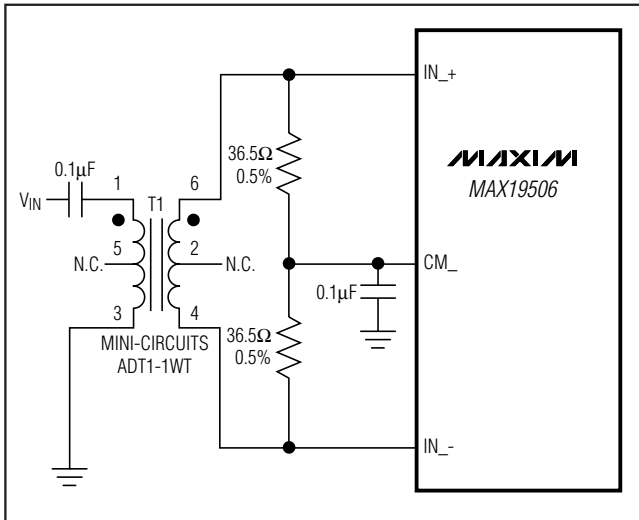 IN_+
36.5Ω
0.5%
MAXIM
MAX19506
0.1µF
VIN
1
T1
6
5
2
N.C.
N.C.
CM_
0.1µF
3
4
MINI-CIRCUITS
ADT1-1WT
36.5Ω
0.5%
IN_-